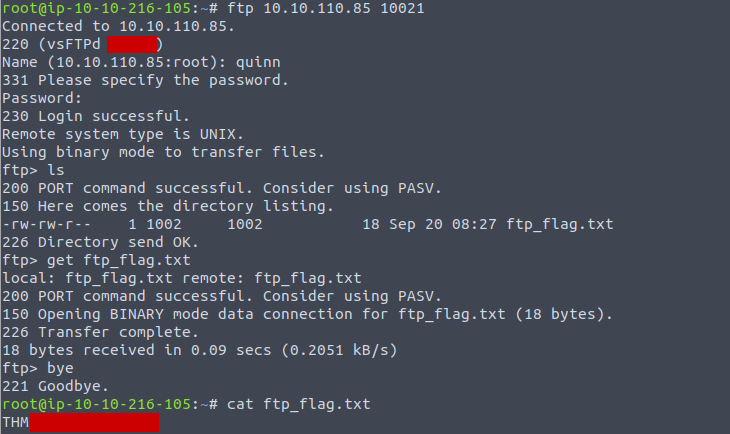 root@ip-10-10-216-105:~# ftp 10.10.110.85 10021
Connected to 10.10.110.85.
220 (vsFTPd )
Name (10.10.110.85:root): quinn
331 Please specify the password.
Password:
230 Login successful.
Remote system type is UNIX.
Using binary mode to transfer files.
ftp> ls
200 PORT command successful. Consider using PASV.
150 Here comes the directory listing.
-rw-rw-r--    1 1002     1002           18 Sep 20 08:27 ftp_flag.txt
226 Directory send OK.
ftp> get ftp_flag.txt
local: ftp_flag.txt remote: ftp_flag.txt
200 PORT command successful. Consider using PASV.
150 Opening BINARY mode data connection for ftp_flag.txt (18 bytes).
226 Transfer complete.
18 bytes received in 0.09 secs (0.2051 kB/s)
ftp> bye
221 Goodbye.
root@ip-10-10-216-105:~# cat ftp_flag.txt
THM